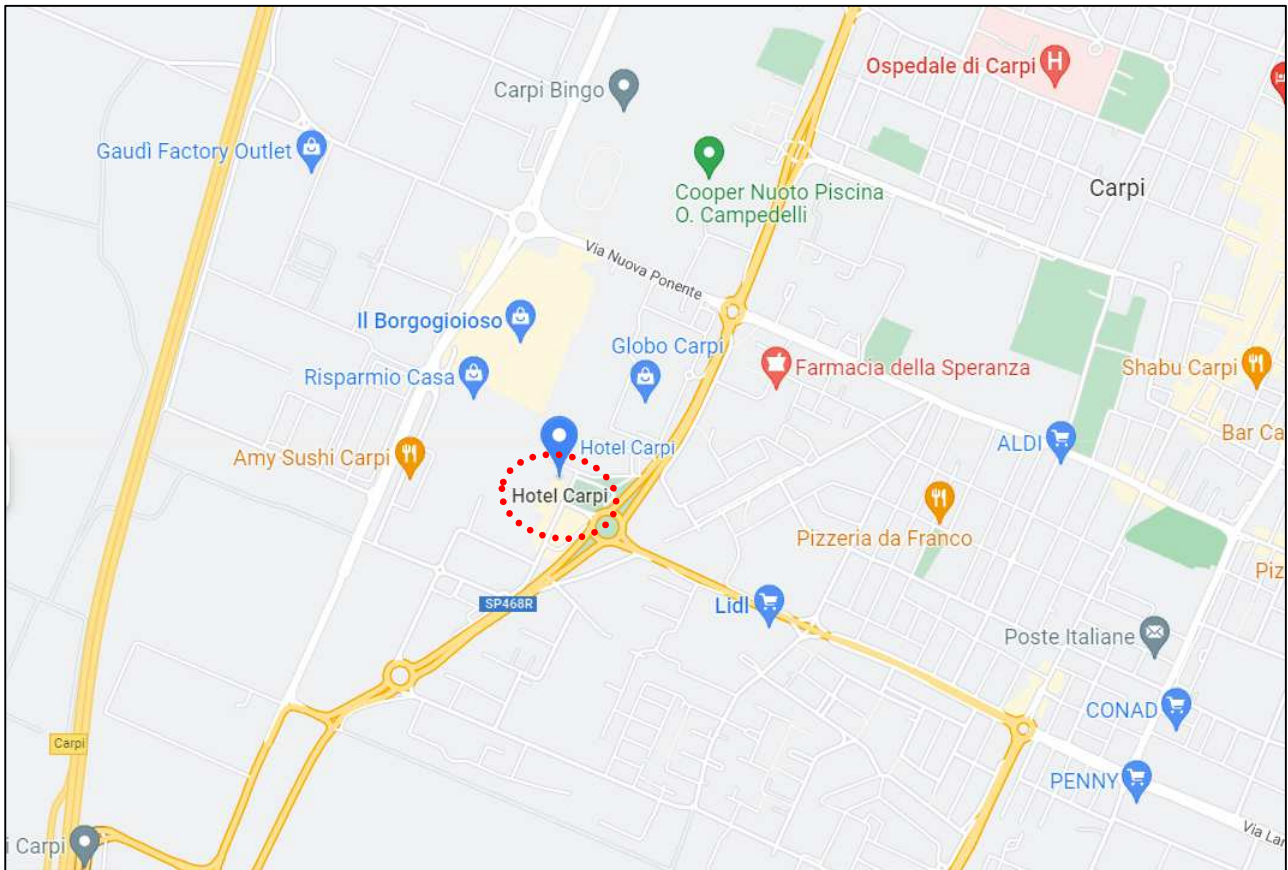 Ospedale di Carpi
H
Carpi Bingo
Gaudì Factory Outlet
Cooper Nuoto Piscina
O. Campedelli
Carpi
Via Nuova Ponente
Il Borgogioioso
Globo Carpi
Risparmio Casa
Farmacia della Speranza
Shabu Carpi
Hotel Carpi
Amy Sushi Carpi
ALDI
Bar Ca
Hotel Carpi
Pizzeria da Franco
Piz
SP468R
Lidl
Poste Italiane
CONAD
Carpi
PENNY
Via Lar
i Carpi